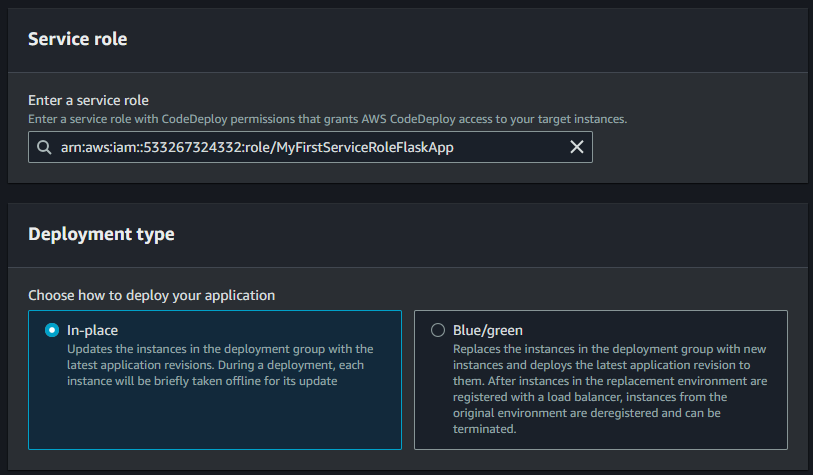 Service role
Enter a service role
Enter a service role with CodeDeploy permissions that grants AWS CodeDeploy access to your target instances.
arn:aws:iam::533267324332:role/MyFirstServiceRoleFlaskApp
Deployment type
Choose how to deploy your application
In-place
Updates the instances in the deployment group with the
latest application revisions. During a deployment, each
instance will be briefly taken offline for its update
Blue/green
Replaces the instances in the deployment group with new
instances and deploys the latest application revision to
them. After instances in the replacement environment are
registered with a load balancer, instances from the
original environment are deregistered and can be
terminated.